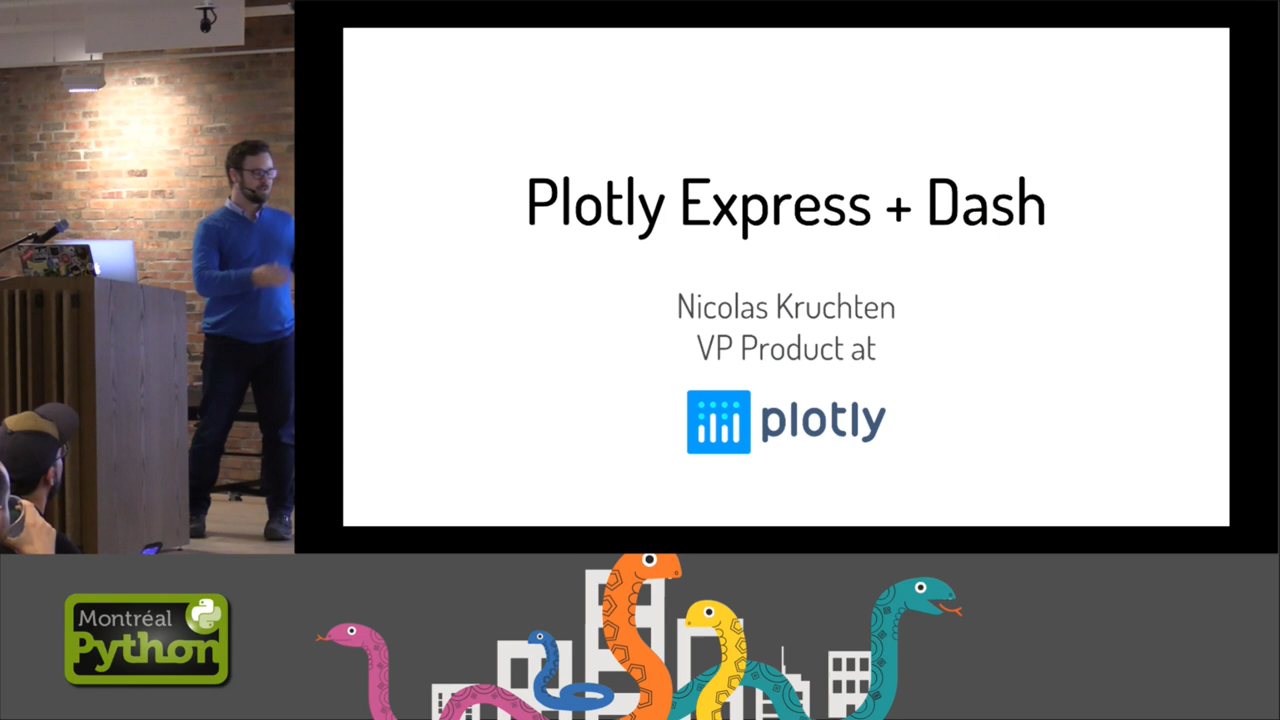 Plotly Express + Dash
Nicolas Kruchten
VP Product at
plotly
Montréal
Python